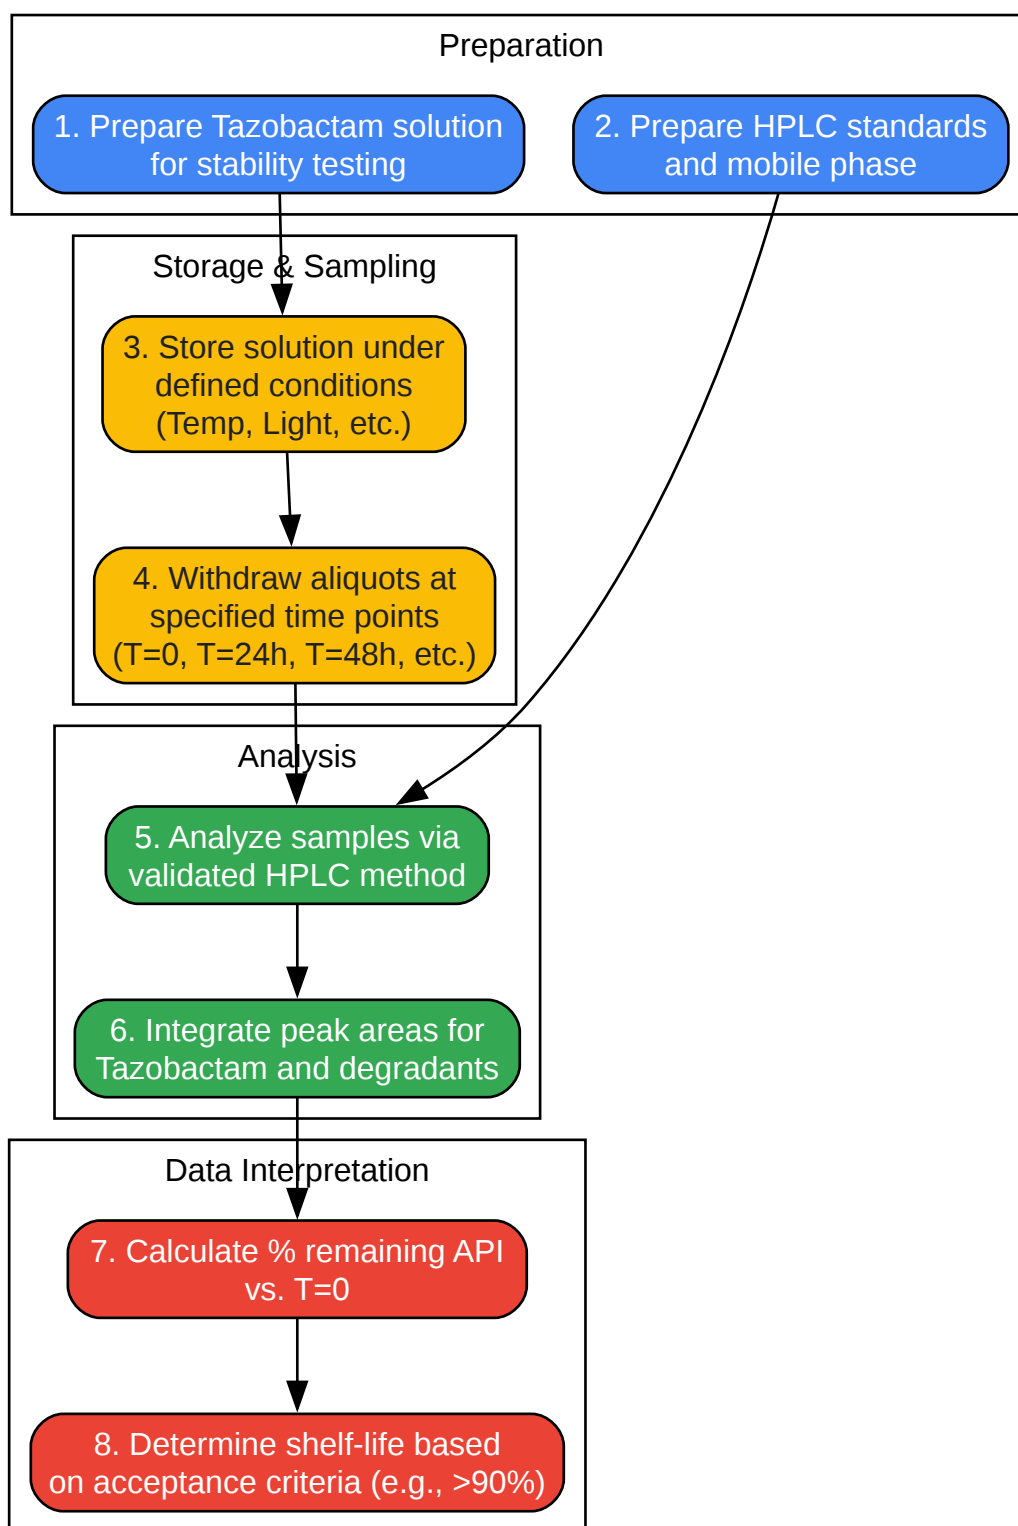 Preparation
1. Prepare Tazobactam solution
for stability testing
2. Prepare HPLC standards
and mobile phase
Storage & Sampling
3. Store solution under
defined conditions
(Temp, Light, etc.)
4. Withdraw aliquots at
specified time points
(T=0, T=24h, T=48h, etc.)
Analysis
5. Analyze samples via
validated HPLC method
6. Integrate peak areas for
Tazobactam and degradants
Data Interpretation
7. Calculate % remaining API
vs. T=0
8. Determine shelf-life based
on acceptance criteria (e.g., >90%)